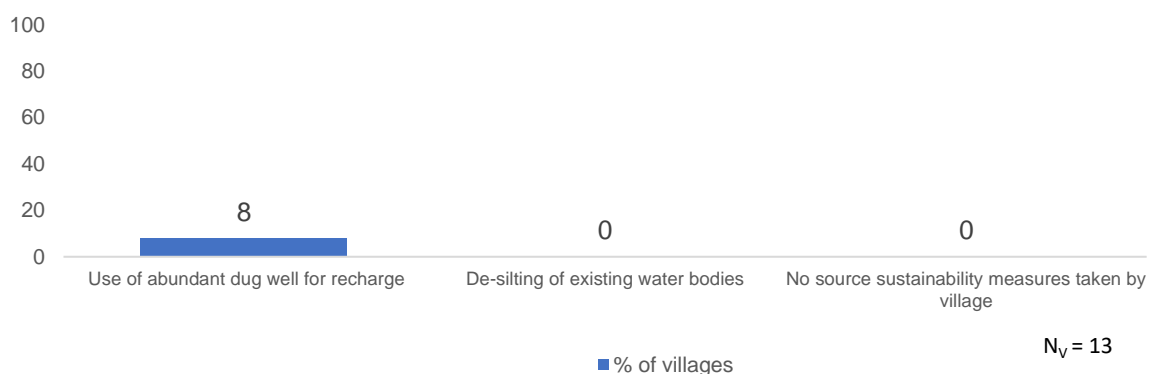 100
80
60
40
20
0
8
0
0
Use of abundant dug well for recharge
De-silting of existing water bodies
No source sustainability measures taken by
village
N_V = 13
% of villages